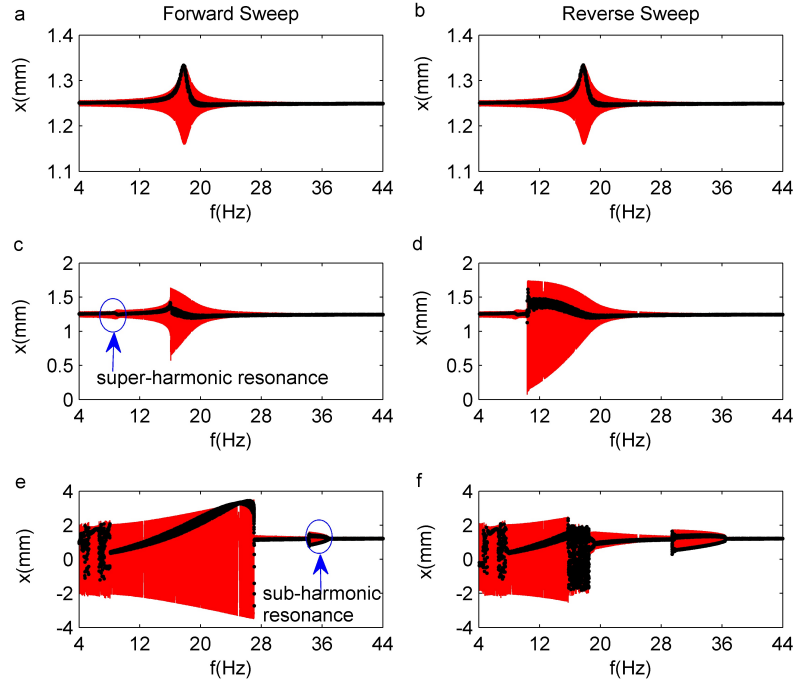 a Forward Sweep b Reverse Sweep
1.4 1.4
x(mm) 1.3 x(mm) 1.3
1.2 1.2
1.1 1.1
4 12 20 28 36 44 4 12 20 28 36 44
f(Hz) f(Hz)
c d
2 2
1.5 1.5
x(mm) 1 x(mm) 1
0.5 super-harmonic resonance 0.5
0 0
4 12 20 28 36 44 4 12 20 28 36 44
f(Hz) f(Hz)
e f
4 4
2 2
x(mm) 0 x(mm) 0
-2 sub-harmonic -2
resonance
-4 -4
4 12 20 28 36 44 4 12 20 28 36 44
f(Hz) f(Hz)